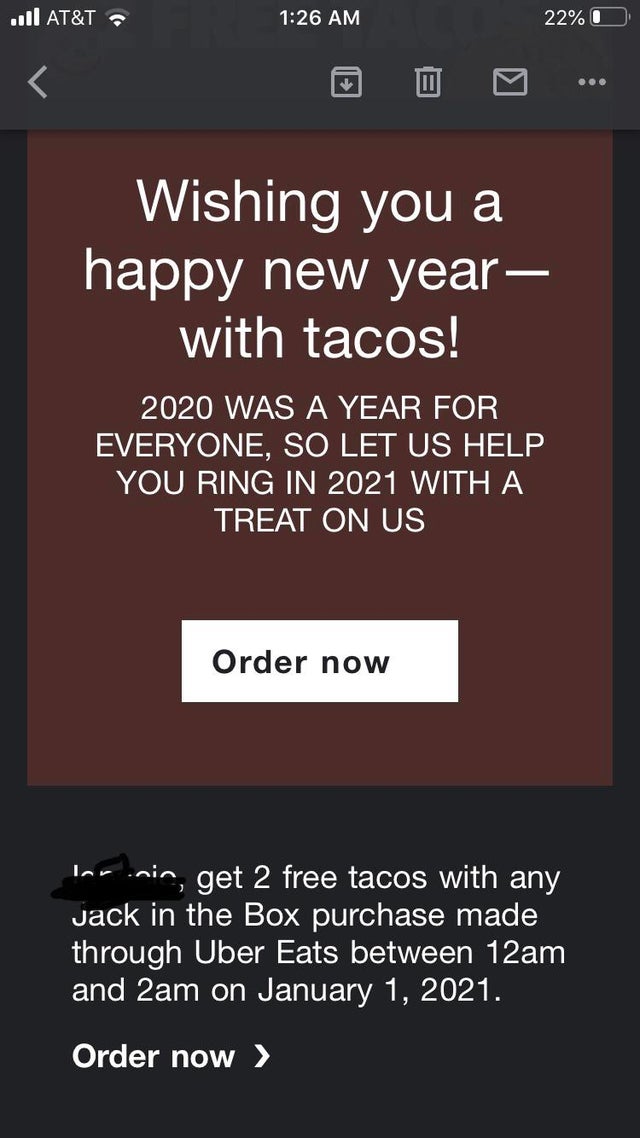 AT&T 1:26 AM 22%
FREE TACOS
Wishing you a
happy new year—
with tacos!
2020 WAS A YEAR FOR
EVERYONE, SO LET US HELP
YOU RING IN 2021 WITH A
TREAT ON US
Order now
get 2 free tacos with any
Jack in the Box purchase made
through Uber Eats between 12am
and 2am on January 1, 2021.
Order now